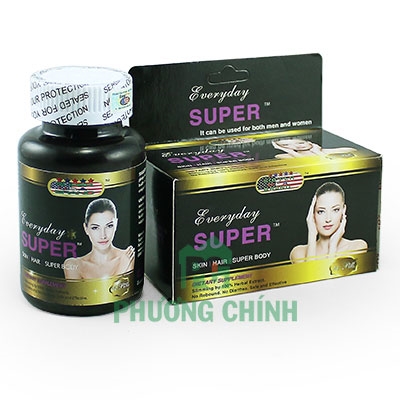 YOUR PROTECTION
SEALED FOR
Everyday
SUPER™
SKIN | HAIR | SUPER BODY
Everyday
SUPER™
It can be used for both men and women
Everyday
SUPER™
SKIN | HAIR | SUPER BODY
DIETARY SUPPLEMENT
Slimming by 100% Herbal Extract
No Rebound, No Diarrhea, Safe and Effective
PHƯƠNG CHÍNH